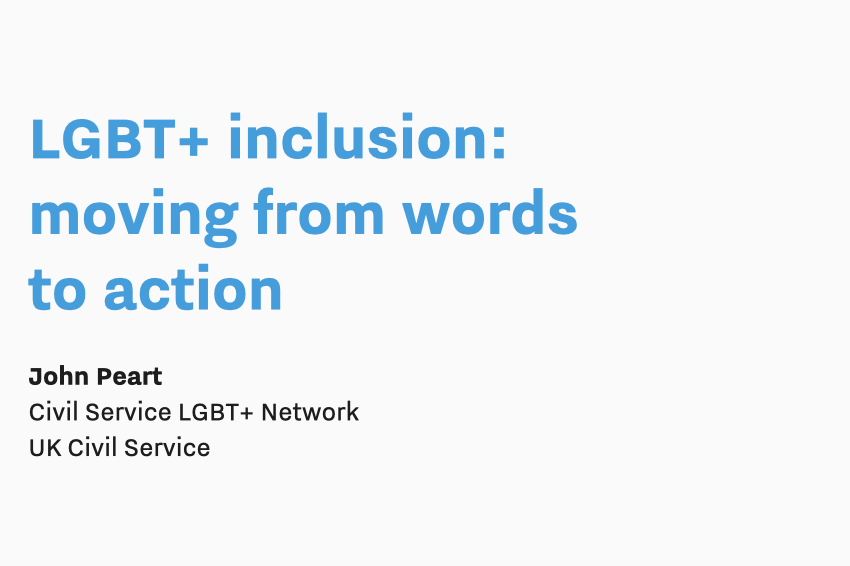 LGBT+ inclusion:
moving from words
to action
John Peart
Civil Service LGBT+ Network
UK Civil Service